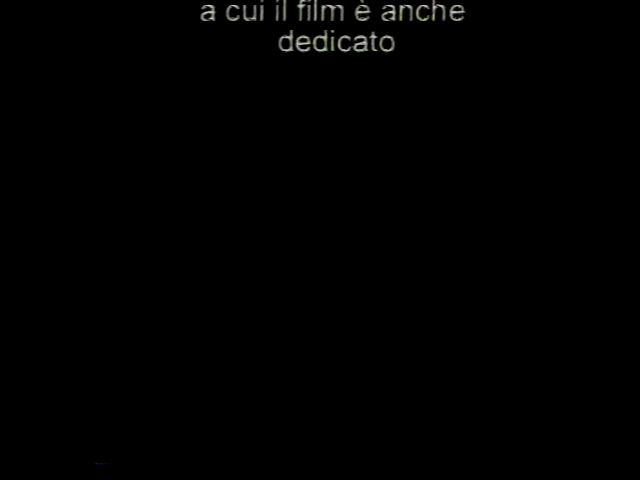 a cui il film è anche
dedicato